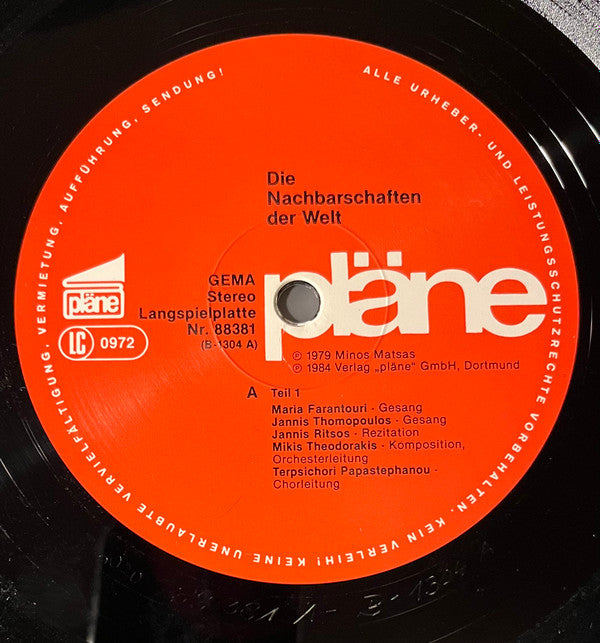 ALLE URHEBER- UND LEISTUNGSSCHUTZRECHTE VORBEHALTEN. KEIN VERLEIH! KEINE UNERLAUBTE VERVIELFÄLTIGUNG, VERMIETUNG, AUFFÜHRUNG, SENDUNG!
Die
Nachbarschaften
der Welt
pläne
LC 0972
GEMA
Stereo
Langspielplatte
Nr. 88381
(B-1304 A)
pläne
℗ 1979 Minos Matsas
℗ 1984 Verlag „pläne" GmbH, Dortmund
A Teil 1
Maria Farantouri - Gesang
Jannis Thomopoulos - Gesang
Jannis Ritsos - Rezitation
Mikis Theodorakis - Komposition,
Orchesterleitung
Terpsichori Papastephanou -
Chorleitung